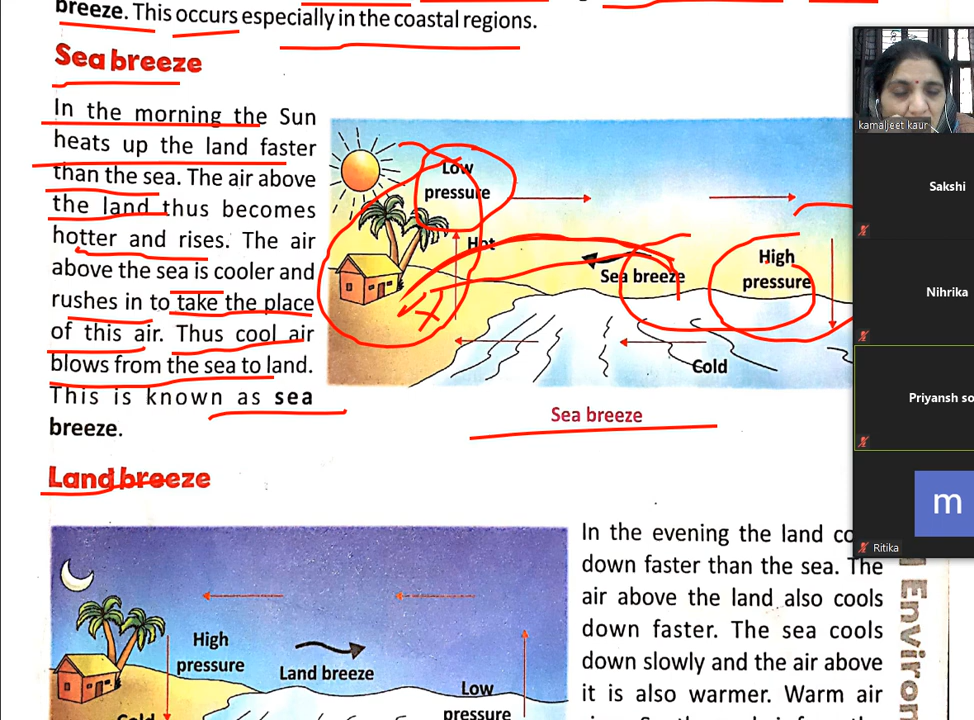 breeze. This occurs especially in the coastal regions.
Sea breeze
In the morning the Sun
heats up the land faster
than the sea. The air above
the land thus becomes
hotter and rises. The air
above the sea is cooler and
rushes in to take the place
of this air. Thus cool air
blows from the sea to land.
This is known as sea
breeze.
Low
pressure
Hot
Sea breeze
High
pressure
Cold
Sea breeze
Land breeze
High
pressure
Land breeze
Low
pressure
Cold
In the evening the land co
down faster than the sea. The
air above the land also cools
down faster. The sea cools
down slowly and the air above
it is also warmer. Warm air
kamaljeet kaur
Sakshi
Nihrika
Priyansh so
m
Ritika